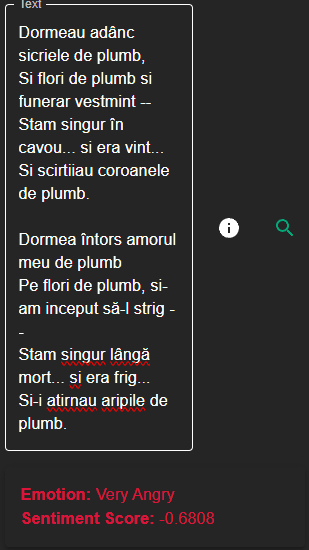 Text
Dormeau adânc
sicriele de plumb,
Si flori de plumb si
funerar vestmint --
Stam singur în
cavou... si era vint...
Si scirtiiau coroanele
de plumb.
Dormea întors amorul
meu de plumb
Pe flori de plumb, si-
am inceput să-l strig -
-
Stam singur lângă
mort... si era frig...
Si-i atirnau aripile de
plumb.
Emotion: Very Angry
Sentiment Score: -0.6808